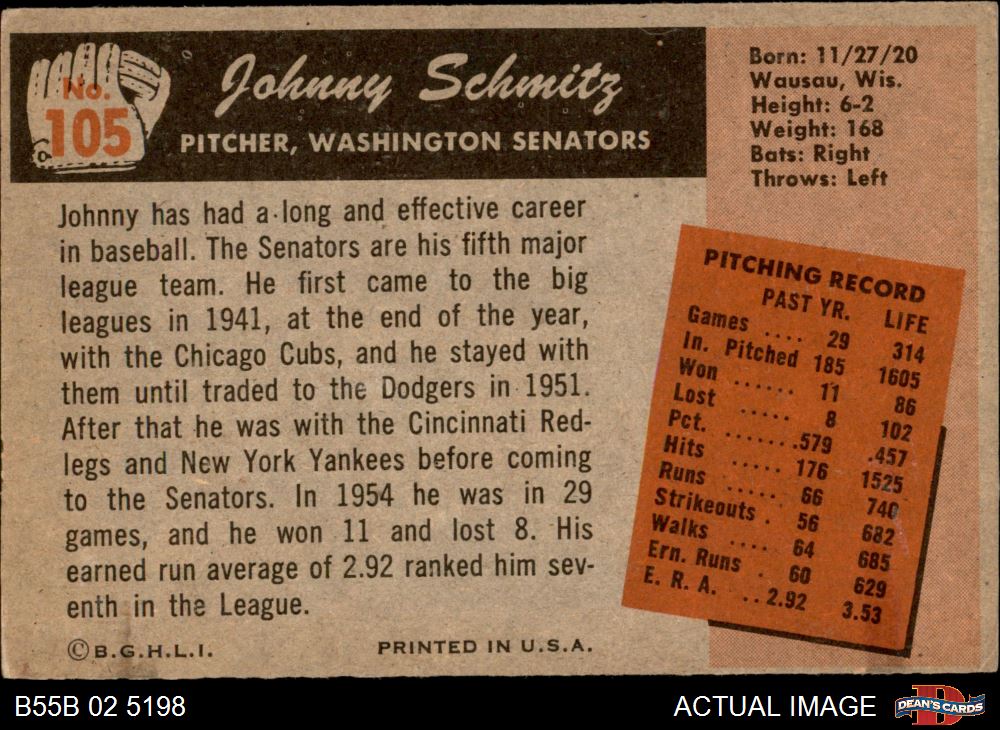 No.
105
Johnny Schmitz
PITCHER, WASHINGTON SENATORS
Born: 11/27/20
Wausau, Wis.
Height: 6-2
Weight: 168
Bats: Right
Throws: Left
Johnny has had a long and effective career
in baseball. The Senators are his fifth major
league team. He first came to the big
leagues in 1941, at the end of the year,
with the Chicago Cubs, and he stayed with
them until traded to the Dodgers in 1951.
After that he was with the Cincinnati Red-
legs and New York Yankees before coming
to the Senators. In 1954 he was in 29
games, and he won 11 and lost 8. His
earned run average of 2.92 ranked him sev-
enth in the League.
PITCHING RECORD
PAST YR. LIFE
Games .... 29 314
In. Pitched 185 1605
Won ...... 11 86
Lost ..... 8 102
Pct. ....... .579 .457
Hits ..... 176 1525
Runs ...... 66 740
Strikeouts . 56 682
Walks .... 64 685
Ern. Runs . 60 629
E. R. A. .. 2.92 3.53
©B.G.H.L.I. PRINTED IN U.S.A.
B55B 02 5198 ACTUAL IMAGE DEAN'S CARDS